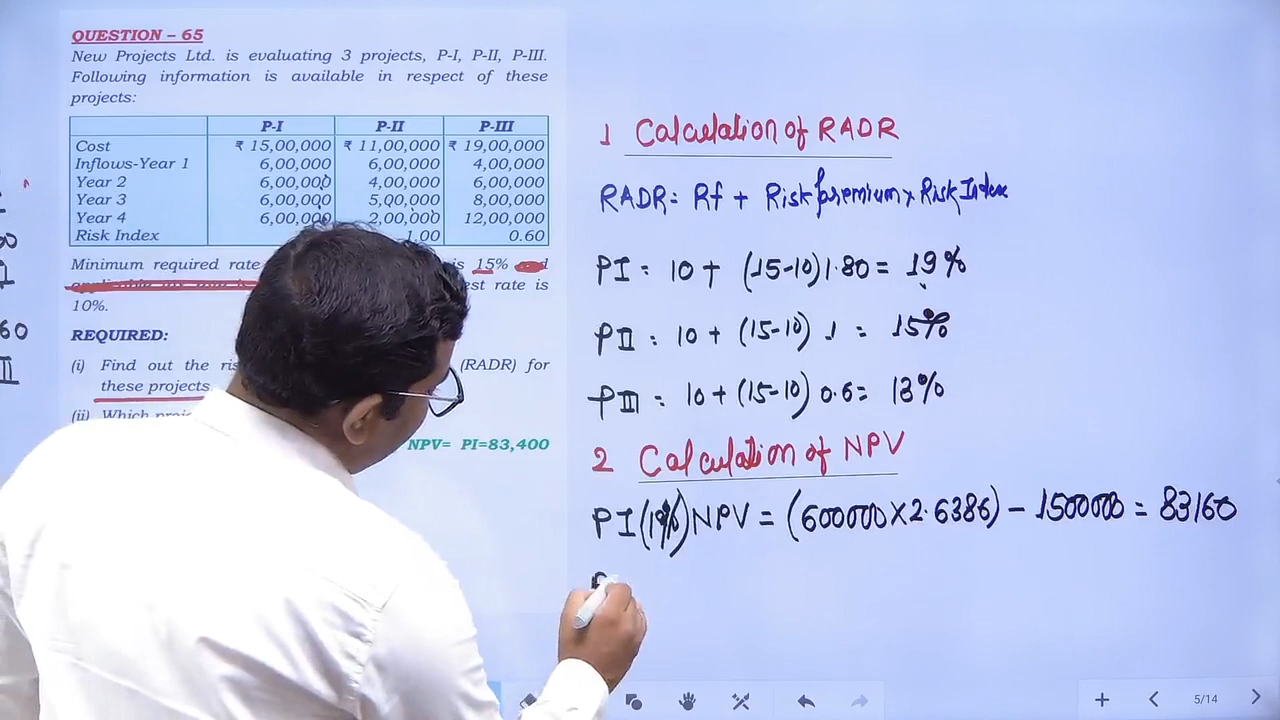 QUESTION – 65
New Projects Ltd. is evaluating 3 projects, P-I, P-II, P-III.
Following information is available in respect of these
projects:
P-I P-II P-III
Cost ₹ 15,00,000 ₹ 11,00,000 ₹ 19,00,000
Inflows-Year 1 6,00,000 6,00,000 4,00,000
Year 2 6,00,000 4,00,000 6,00,000
Year 3 6,00,000 5,00,000 8,00,000
Year 4 6,00,000 2,00,000 12,00,000
Risk Index 1.00 0.60
Minimum required rate is 15%
rate is
10%.
REQUIRED:
(i) Find out the (RADR) for
these projects.
(ii) Which
NPV= PI=83,400
1 Calculation of RADR
RADR = Rf + Risk premium x Risk Index
PI = 10 + (15-10) 1.80 = 19%
PII = 10 + (15-10) 1 = 15%
PIII = 10 + (15-10) 0.6 = 13%
2 Calculation of NPV
PI (19%) NPV = (600000 x 2.6386) - 1500000 = 83160
60
II
5/14